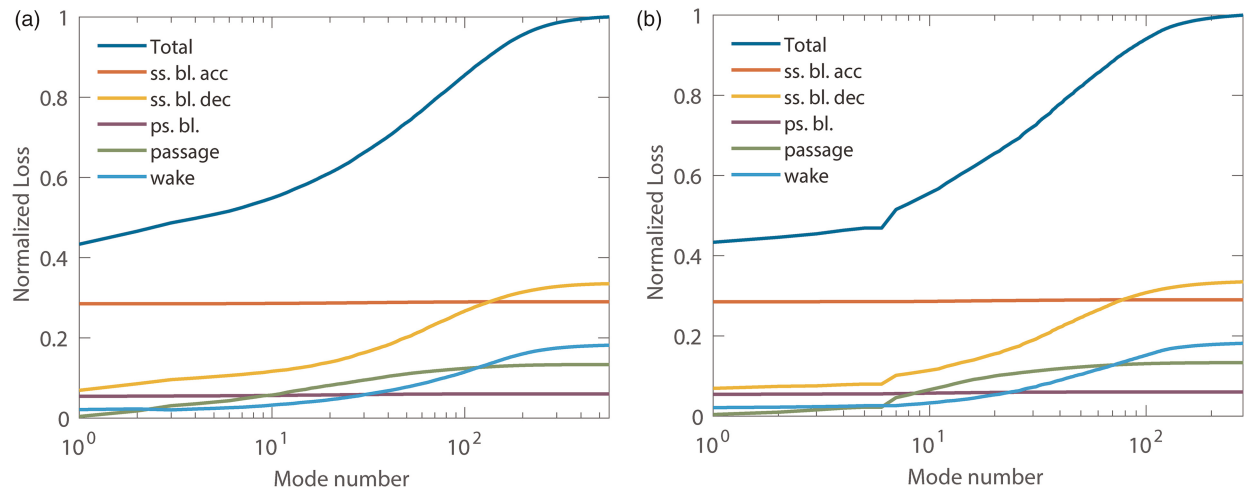 (a)
1
0.8
0.6
0.4
0.2
0
Normalized Loss
Total
ss. bl. acc
ss. bl. dec
ps. bl.
passage
wake
10^0
10^1
10^2
Mode number
(b)
1
0.8
0.6
0.4
0.2
0
Normalized Loss
Total
ss. bl. acc
ss. bl. dec
ps. bl.
passage
wake
10^0
10^1
10^2
Mode number